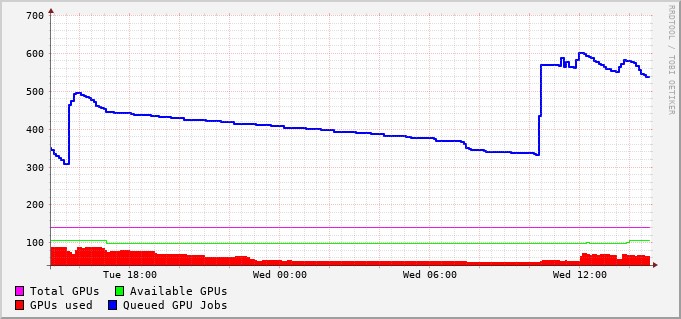 700
600
500
400
300
200
100
Tue 18:00 Wed 00:00 Wed 06:00 Wed 12:00
Total GPUs Available GPUs
GPUs used Queued GPU Jobs
RRDTOOL / TOBI OETIKER